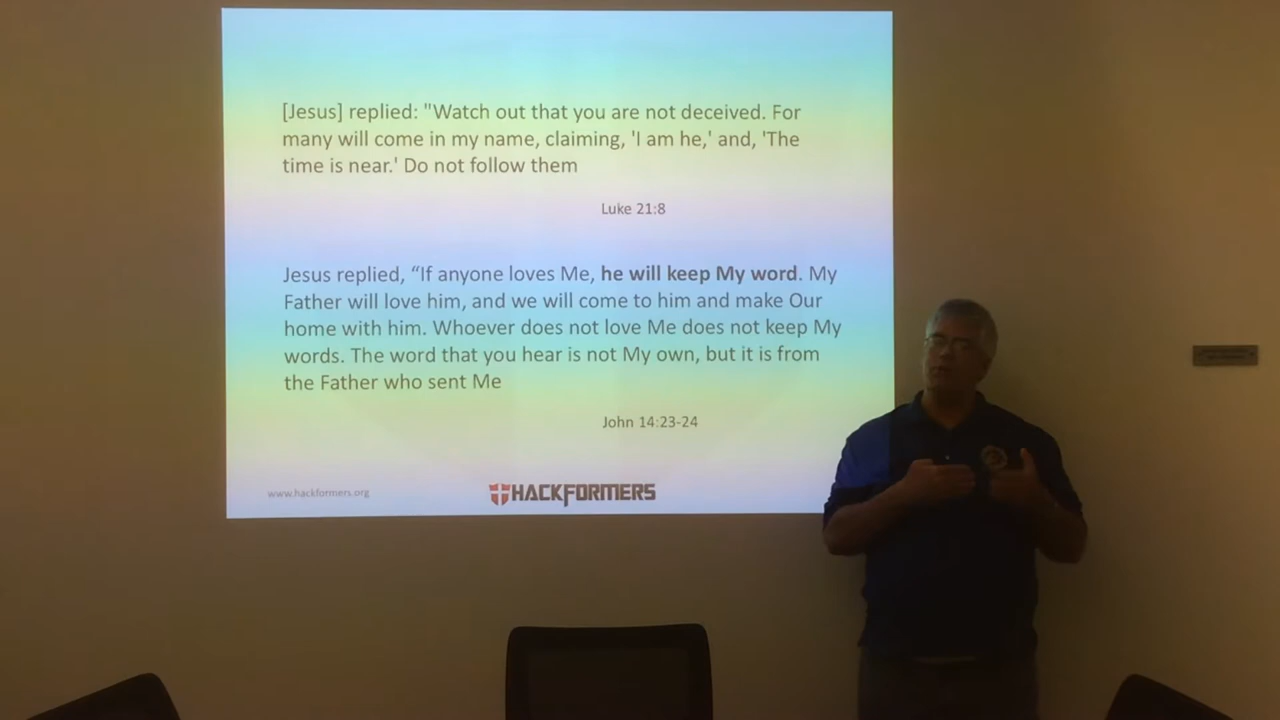 [Jesus] replied: "Watch out that you are not deceived. For
many will come in my name, claiming, 'I am he,' and, 'The
time is near.' Do not follow them
Luke 21:8
Jesus replied, “If anyone loves Me, he will keep My word. My
Father will love him, and we will come to him and make Our
home with him. Whoever does not love Me does not keep My
words. The word that you hear is not My own, but it is from
the Father who sent Me
John 14:23-24
www.hackformers.org
HACKFORMERS